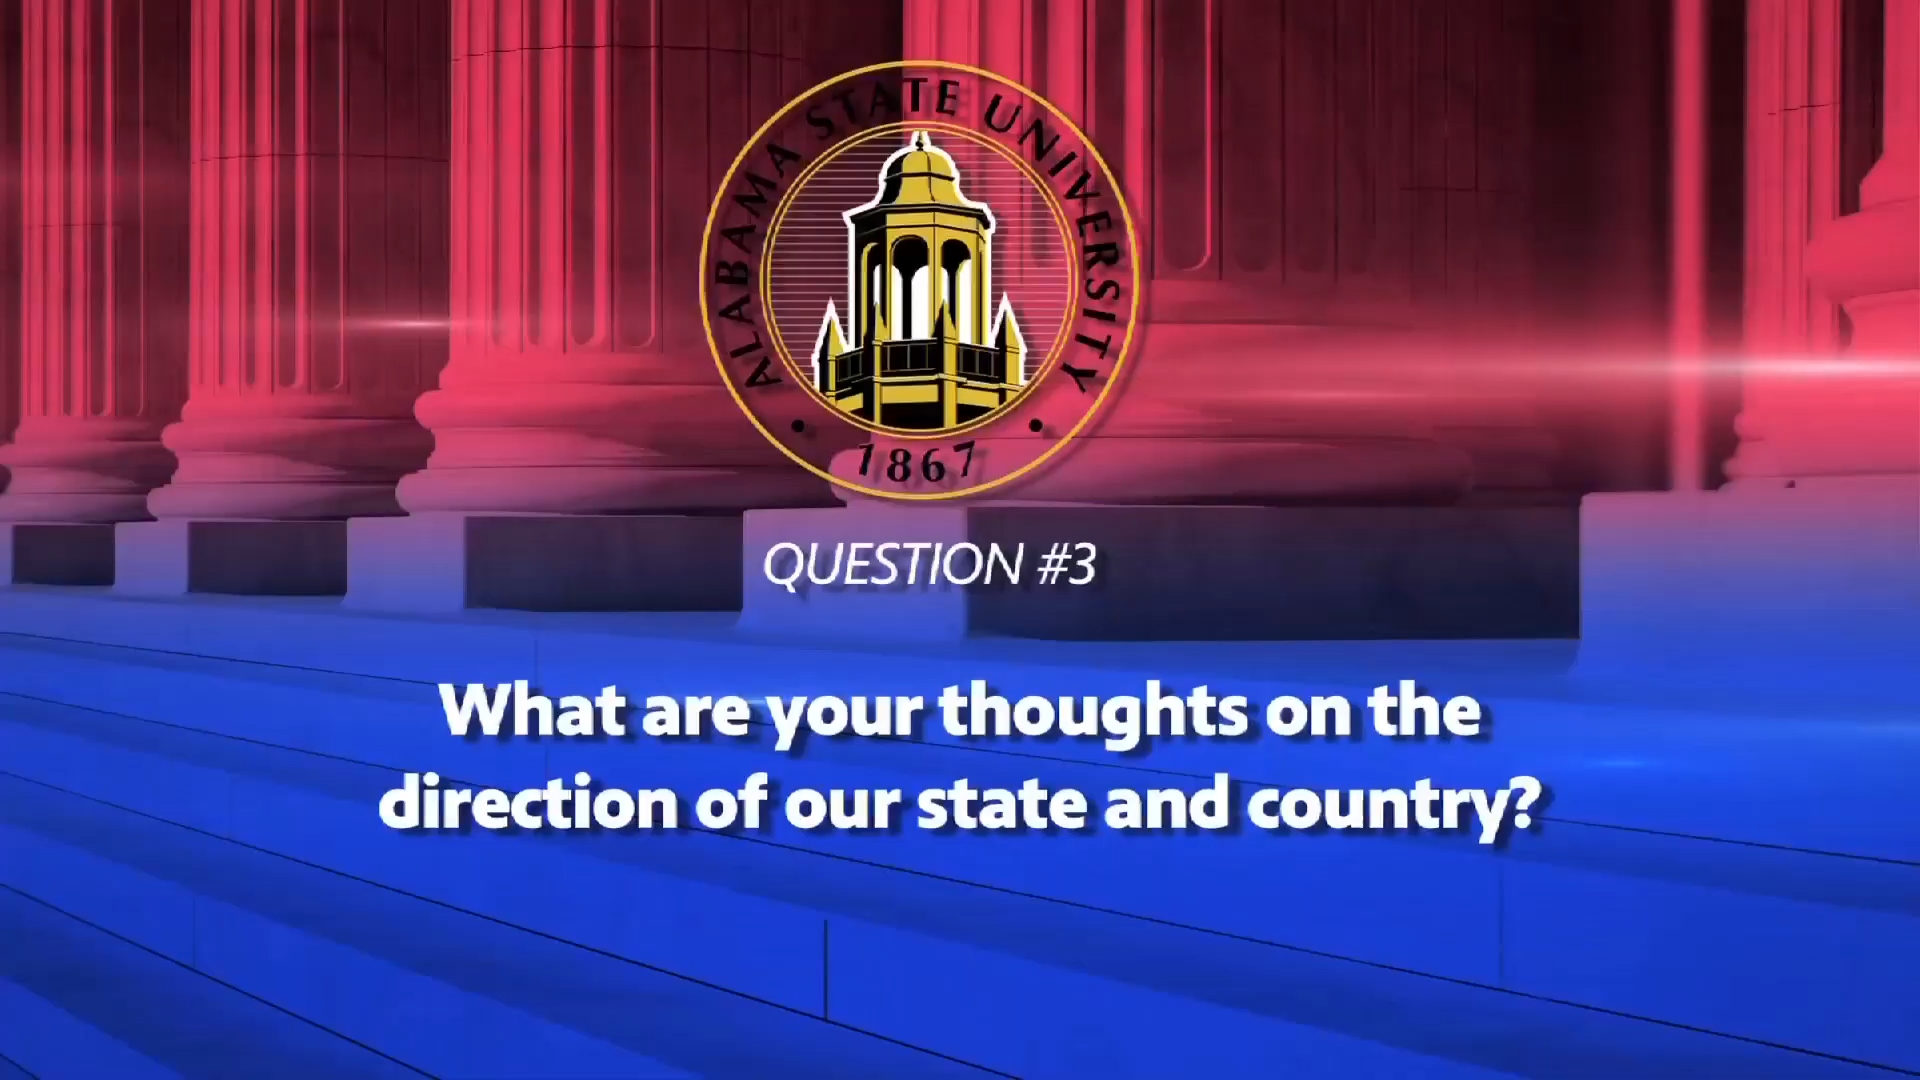 ALABAMA STATE UNIVERSITY
1867
QUESTION #3
What are your thoughts on the
direction of our state and country?